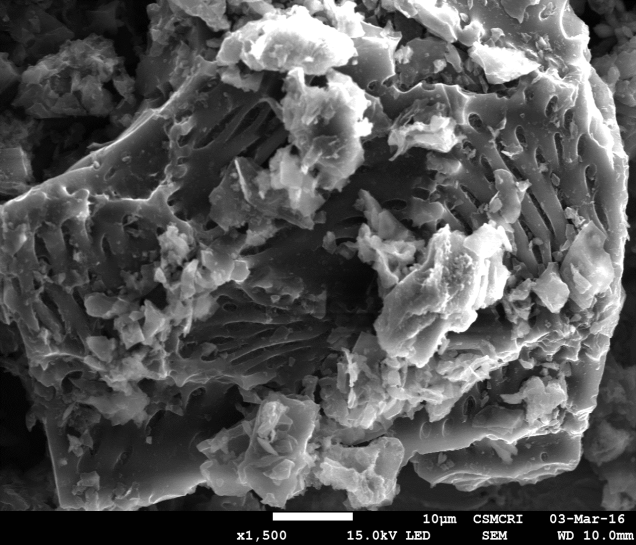 10μm CSMCRI 03-Mar-16
x1,500 15.0kV LED SEM WD 10.0mm